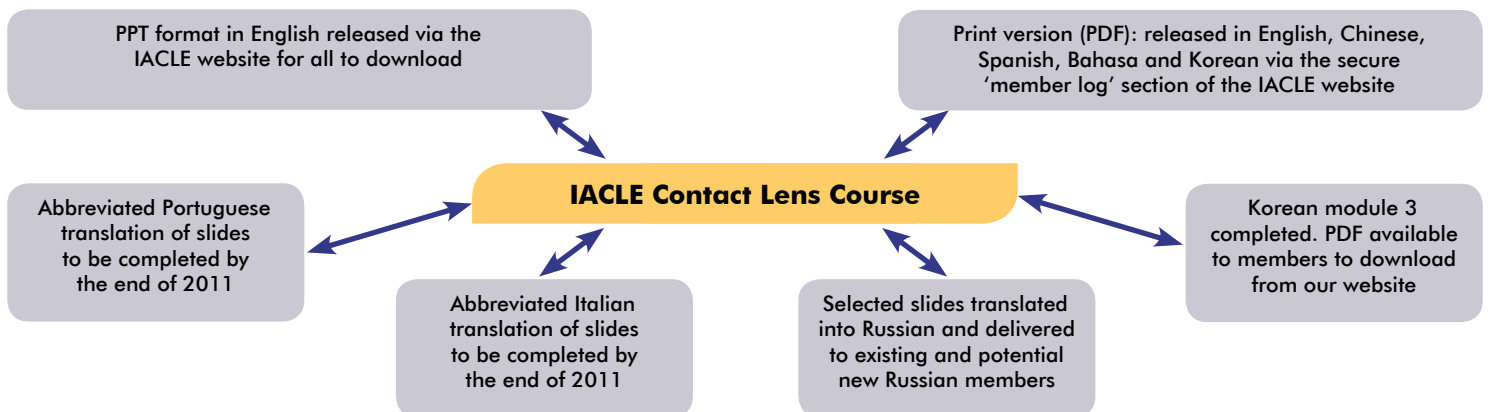 PPT format in English released via the
IACLE website for all to download
Print version (PDF): released in English, Chinese,
Spanish, Bahasa and Korean via the secure
‘member log’ section of the IACLE website
IACLE Contact Lens Course
Abbreviated Portuguese
translation of slides
to be completed by
the end of 2011
Abbreviated Italian
translation of slides
to be completed by
the end of 2011
Selected slides translated
into Russian and delivered
to existing and potential
new Russian members
Korean module 3
completed. PDF available
to members to download
from our website